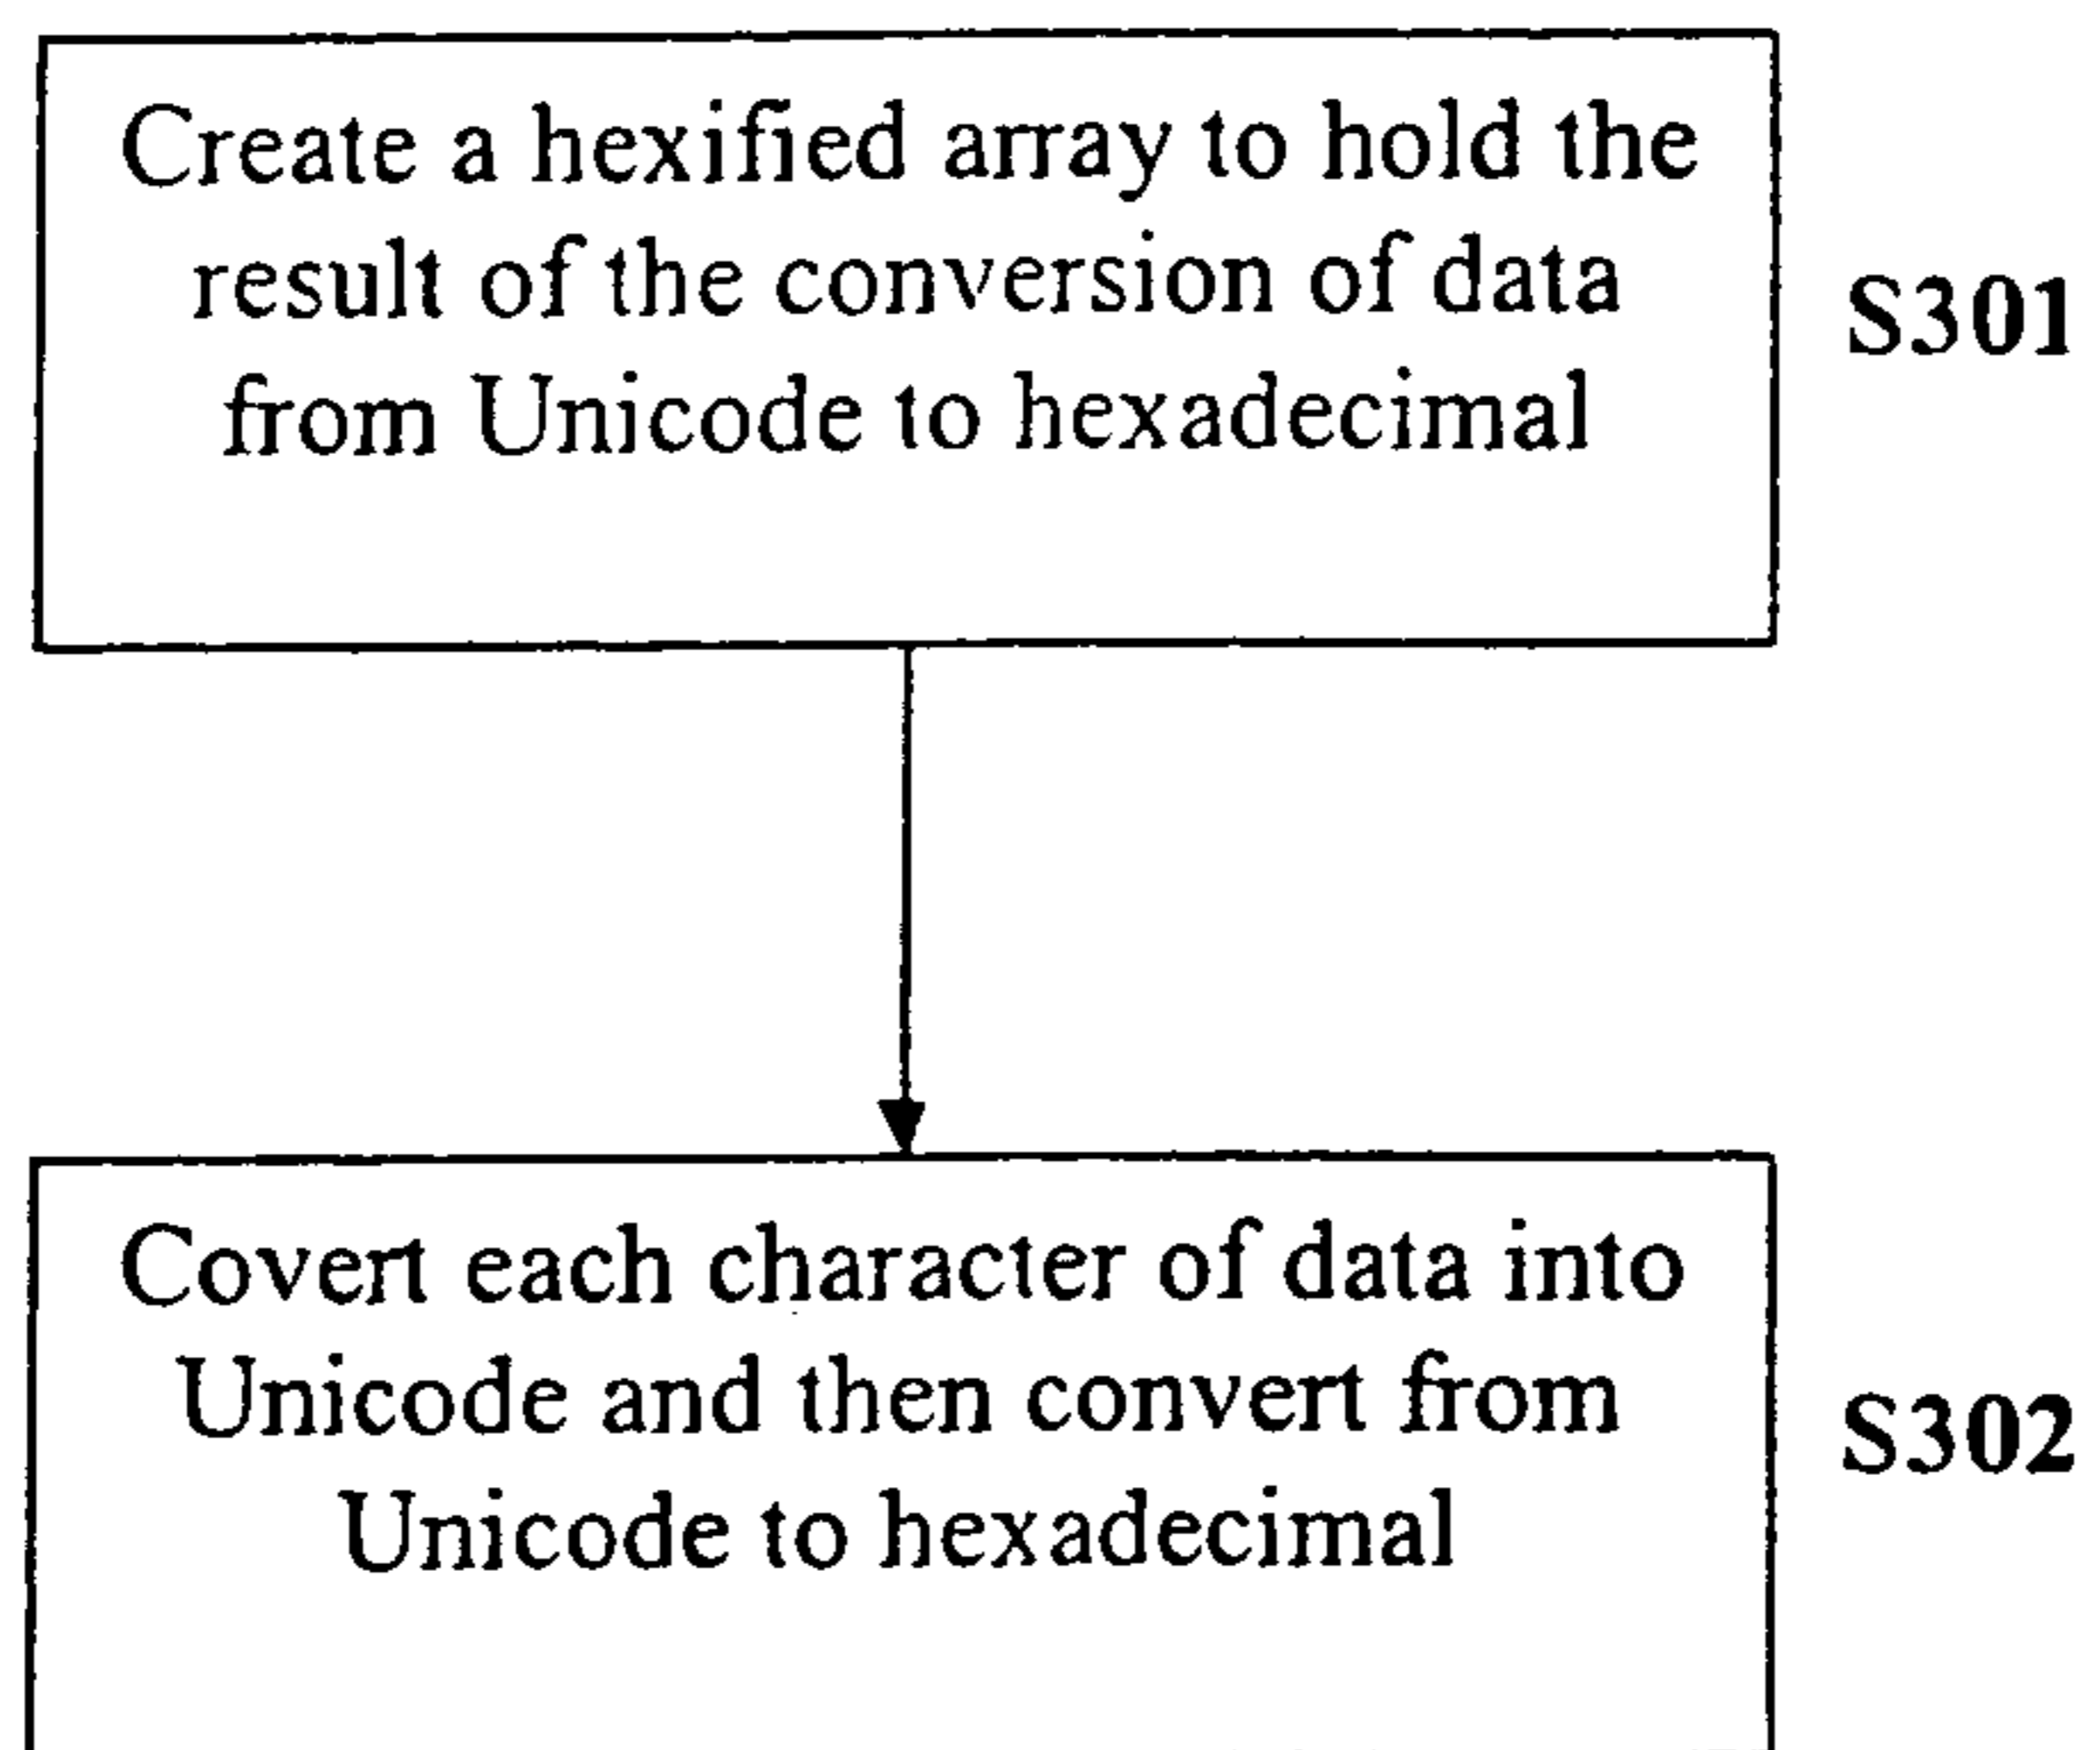 Create a hexified array to hold the
result of the conversion of data
from Unicode to hexadecimal
S301
Covert each character of data into
Unicode and then convert from
Unicode to hexadecimal
S302